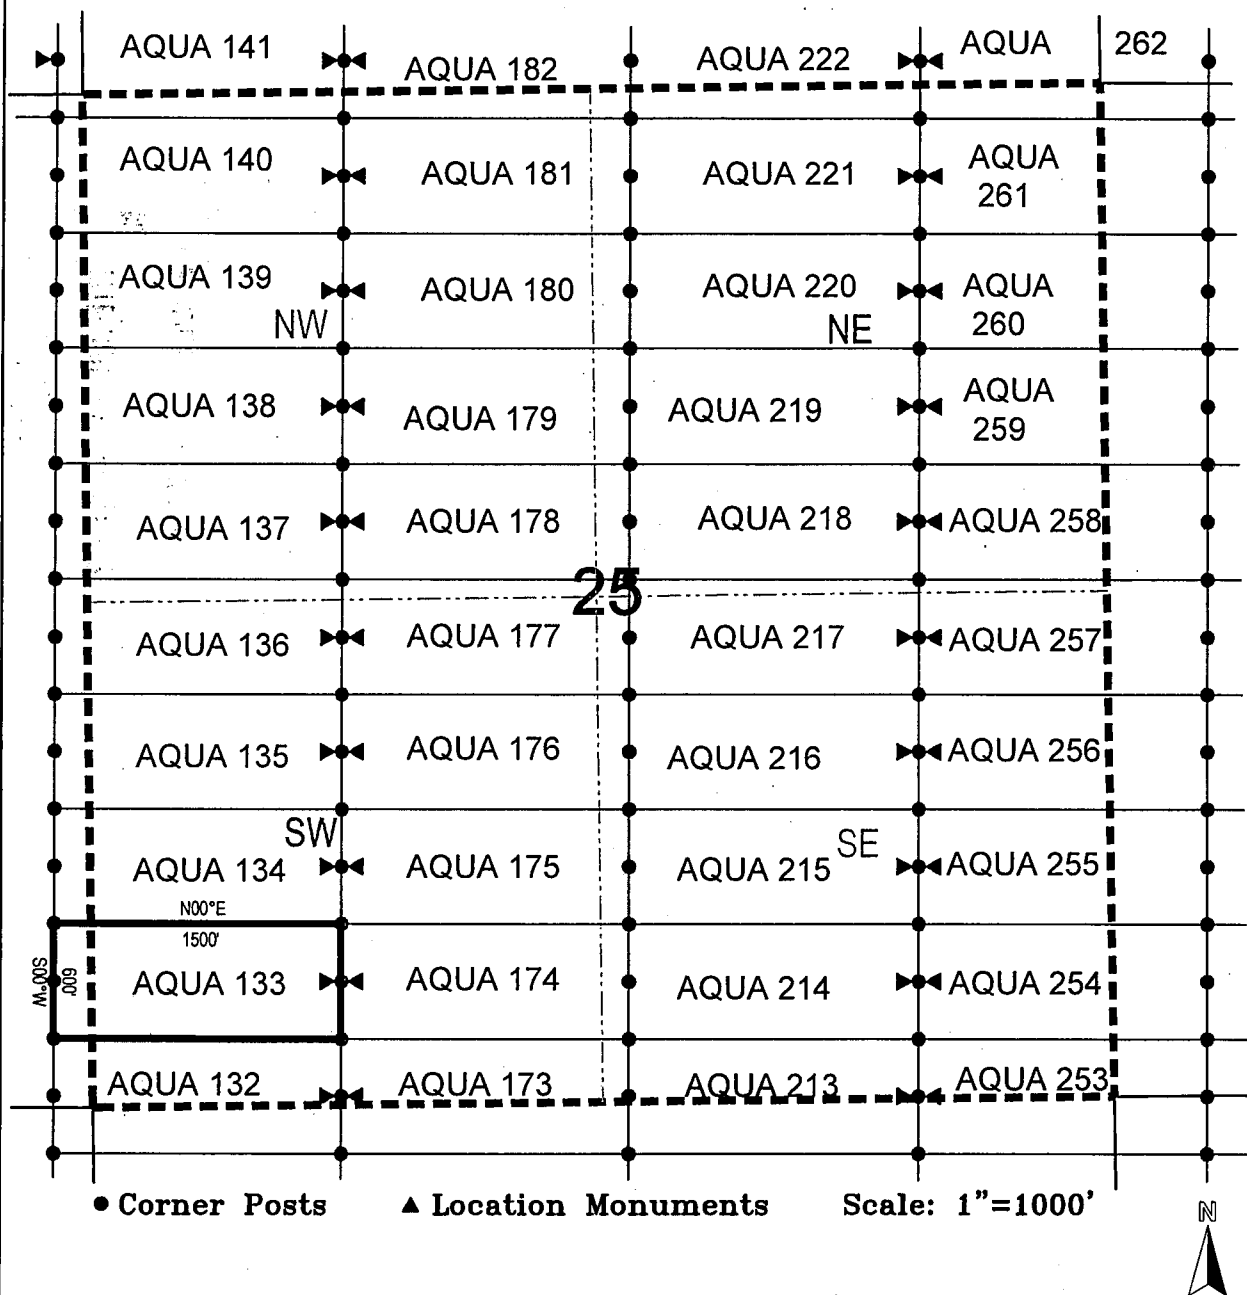 AQUA 141
AQUA 182
AQUA 222
AQUA 262
AQUA 140
AQUA 181
AQUA 221
AQUA
261
AQUA 139
AQUA 180
AQUA 220
AQUA
260
NW
NE
AQUA 138
AQUA 179
AQUA 219
AQUA
259
AQUA 137
AQUA 178
AQUA 218
AQUA 258
25
AQUA 136
AQUA 177
AQUA 217
AQUA 257
AQUA 135
AQUA 176
AQUA 216
AQUA 256
SW
SE
AQUA 134
AQUA 175
AQUA 215
AQUA 255
N00°E
1500'
S00°W
600'
AQUA 133
AQUA 174
AQUA 214
AQUA 254
AQUA 132
AQUA 173
AQUA 213
AQUA 253
Corner Posts
Location Monuments
Scale: 1"=1000'
N